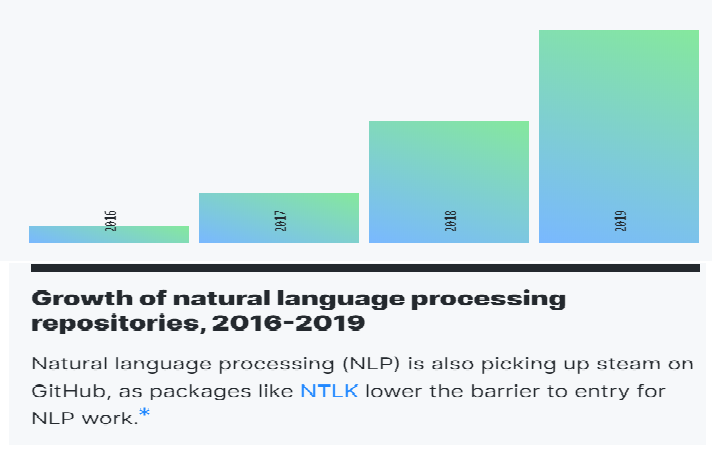 2016
2017
2018
2019
Growth of natural language processing
repositories, 2016-2019
Natural language processing (NLP) is also picking up steam on
GitHub, as packages like NTLK lower the barrier to entry for
NLP work.*